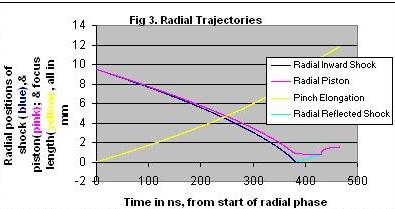 Fig 3. Radial Trajectories
Radial positions of
shock (blue),&
piston(pink); & focus
length(yellow), all in
mm
14
12
10
8
6
4
2
0
-2
0
100
200
300
400
500
Time in ns, from start of radial phase
Radial Inward Shock
Radial Piston
Pinch Elongation
Radial Reflected Shock